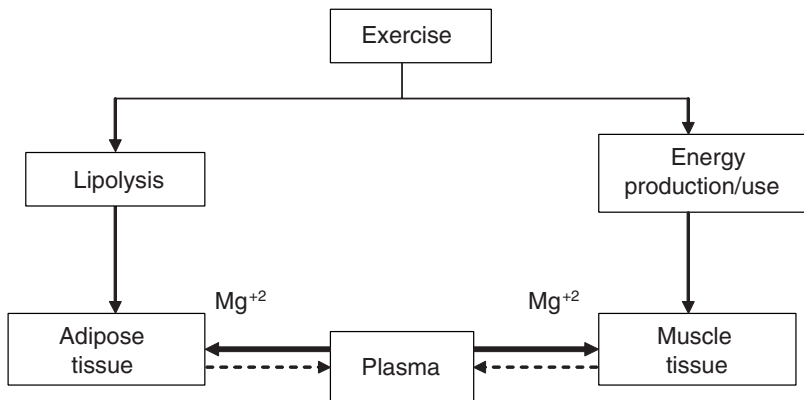 Exercise
Lipolysis
Energy
production/use
Mg⁺²
Mg⁺²
Adipose
tissue
Plasma
Muscle
tissue